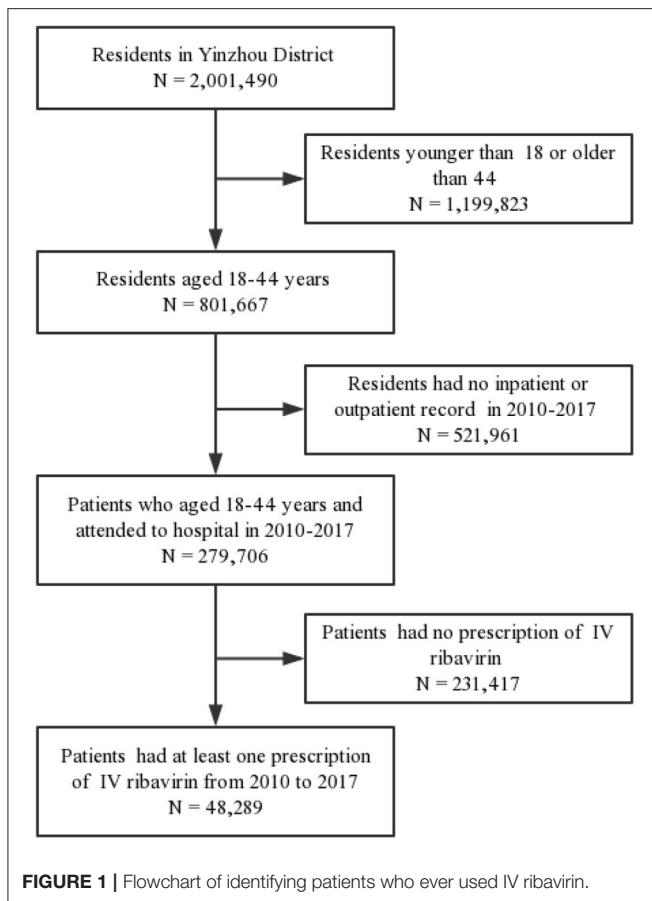 Residents in Yinzhou District
N = 2,001,490
Residents younger than 18 or older
than 44
N = 1,199,823
Residents aged 18-44 years
N = 801,667
Residents had no inpatient or
outpatient record in 2010-2017
N = 521,961
Patients who aged 18-44 years and
attended to hospital in 2010-2017
N = 279,706
Patients had no prescription of IV
ribavirin
N = 231,417
Patients had at least one prescription
of IV ribavirin from 2010 to 2017
N = 48,289
FIGURE 1 | Flowchart of identifying patients who ever used IV ribavirin.